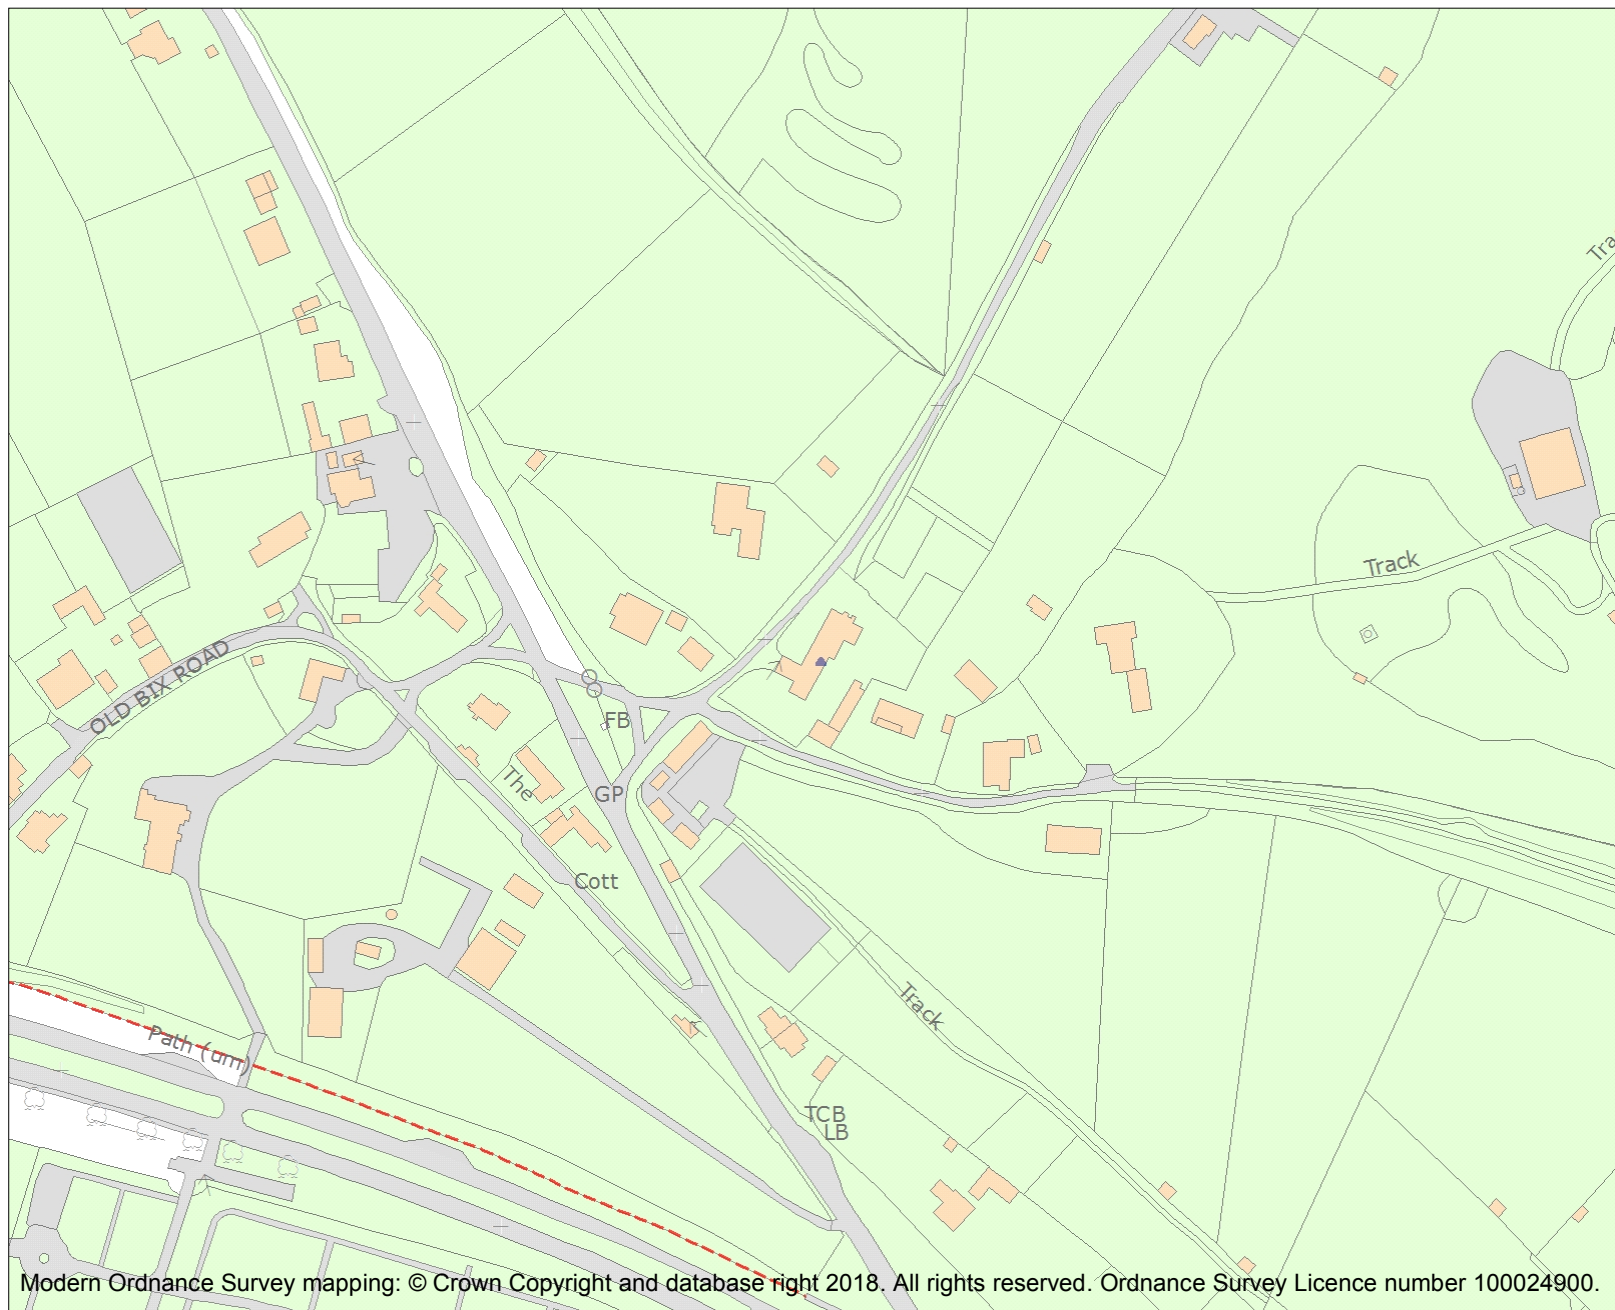 Tra
Track
OLD BIX ROAD
FB
The
GP
Cott
Track
Path (um)
TCB
LB
Modern Ordnance Survey mapping: © Crown Copyright and database right 2018. All rights reserved. Ordnance Survey Licence number 100024900.